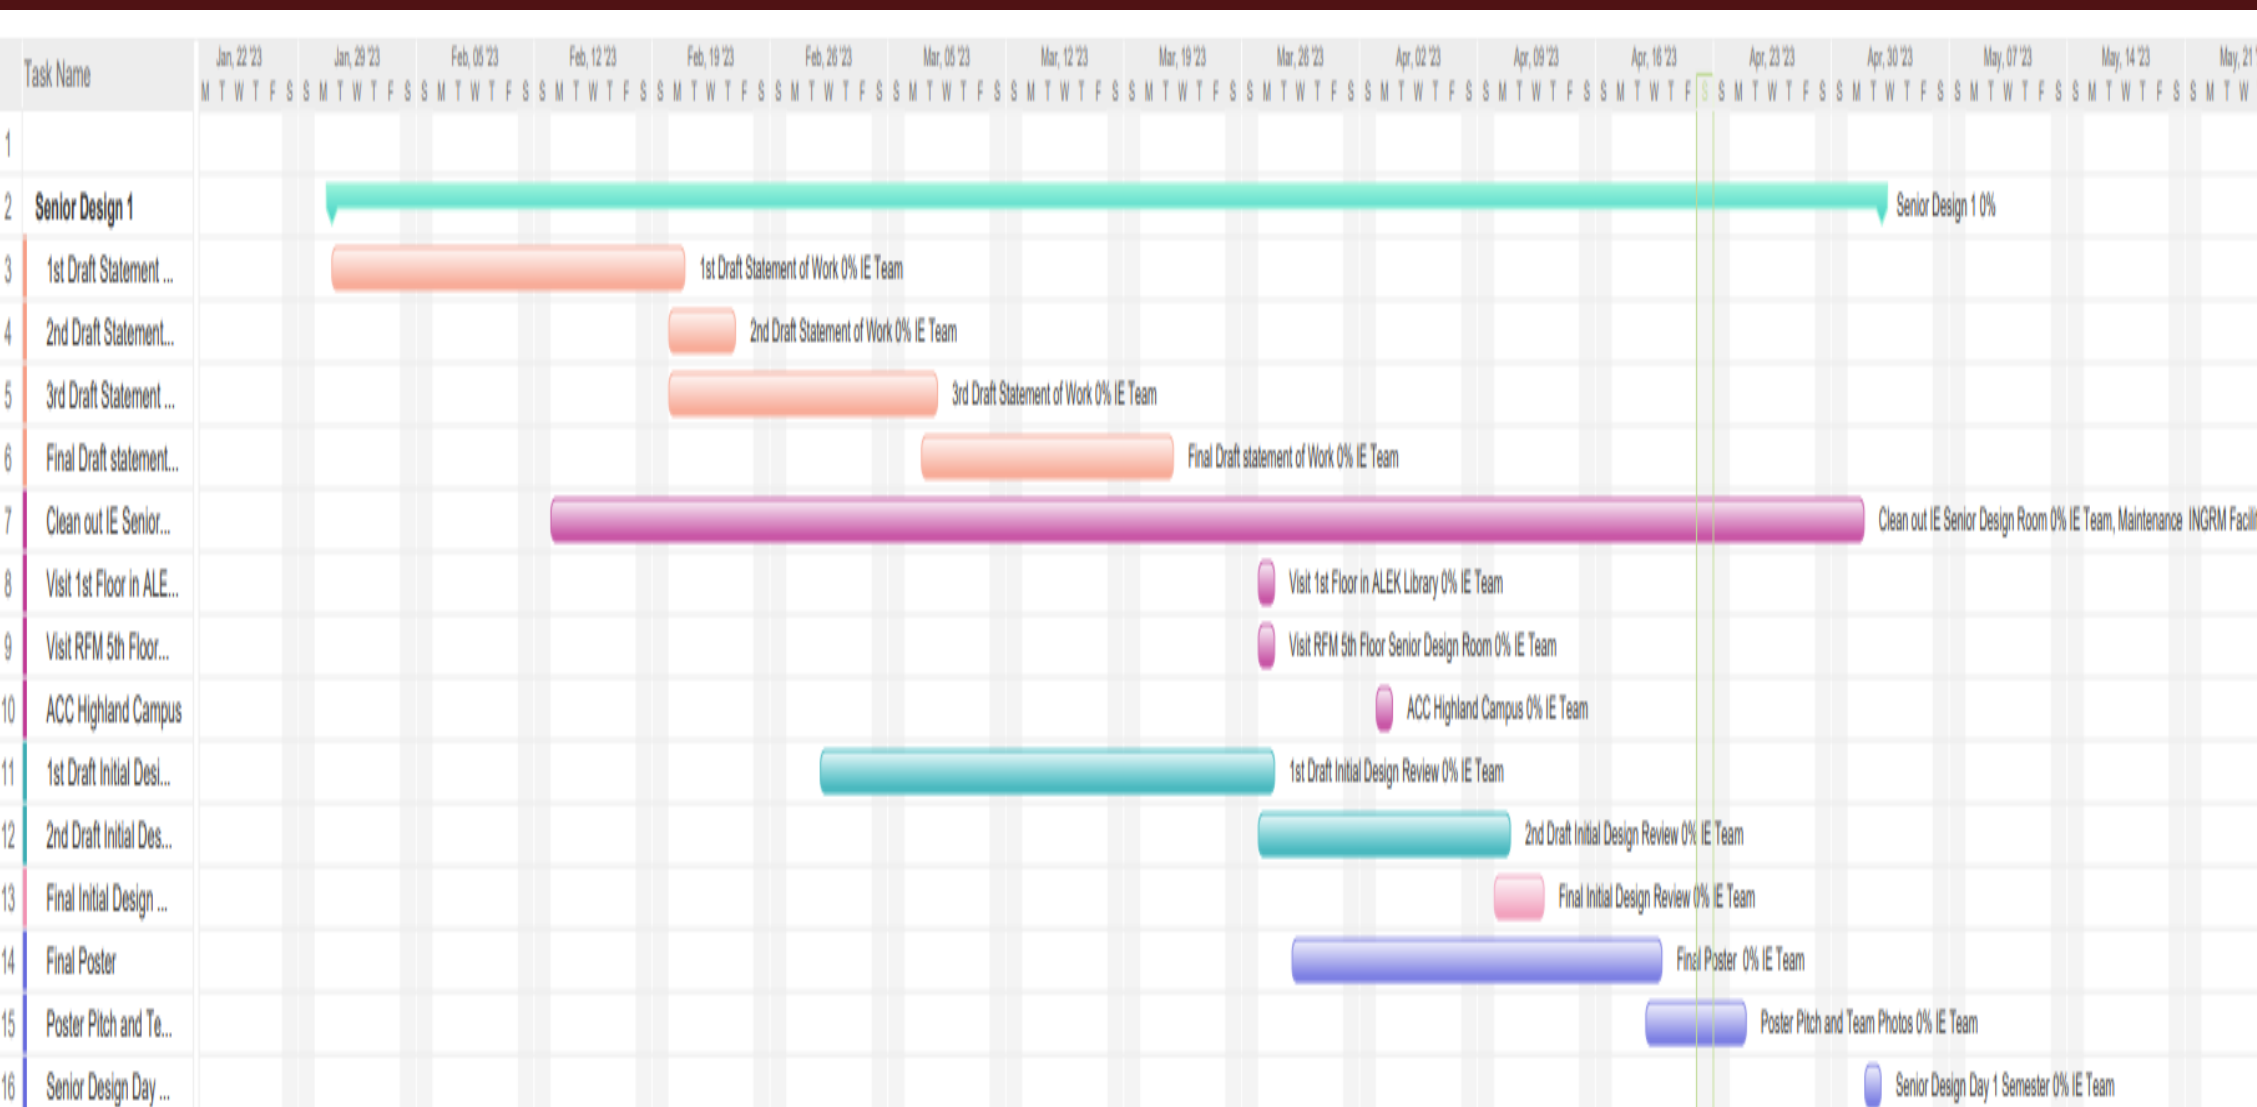 Task Name
Jan, 22 '23 Jan, 29 '23 Feb, 05 '23 Feb, 12 '23 Feb, 19 '23 Feb, 26 '23 Mar, 05 '23 Mar, 12 '23 Mar, 19 '23 Mar, 26 '23 Apr, 02 '23 Apr, 09 '23 Apr, 16 '23 Apr, 23 '23 Apr, 30 '23 May, 07 '23 May, 14 '23 May, 21
M T W T F S S M T W T F S S M T W T F S S M T W T F S S M T W T F S S M T W T F S S M T W T F S S M T W T F S S M T W T F S S M T W T F S S M T W T F S S M T W T F S S M T W T F S S M T W T F S S M T W T F S S M T W T F S S M T W T F S S M T W
1
2 Senior Design 1 Senior Design 1 0%
3 1st Draft Statement ... 1st Draft Statement of Work 0% IE Team
4 2nd Draft Statement... 2nd Draft Statement of Work 0% IE Team
5 3rd Draft Statement ... 3rd Draft Statement of Work 0% IE Team
6 Final Draft statement... Final Draft statement of Work 0% IE Team
7 Clean out IE Senior... Clean out IE Senior Design Room 0% IE Team, Maintenance INGRM Facili
8 Visit 1st Floor in ALE... Visit 1st Floor in ALEK Library 0% IE Team
9 Visit RFM 5th Floor... Visit RFM 5th Floor Senior Design Room 0% IE Team
10 ACC Highland Campus ACC Highland Campus 0% IE Team
11 1st Draft Initial Desi... 1st Draft Initial Design Review 0% IE Team
12 2nd Draft Initial Des... 2nd Draft Initial Design Review 0% IE Team
13 Final Initial Design ... Final Initial Design Review 0% IE Team
14 Final Poster Final Poster 0% IE Team
15 Poster Pitch and Te... Poster Pitch and Team Photos 0% IE Team
16 Senior Design Day ... Senior Design Day 1 Semester 0% IE Team